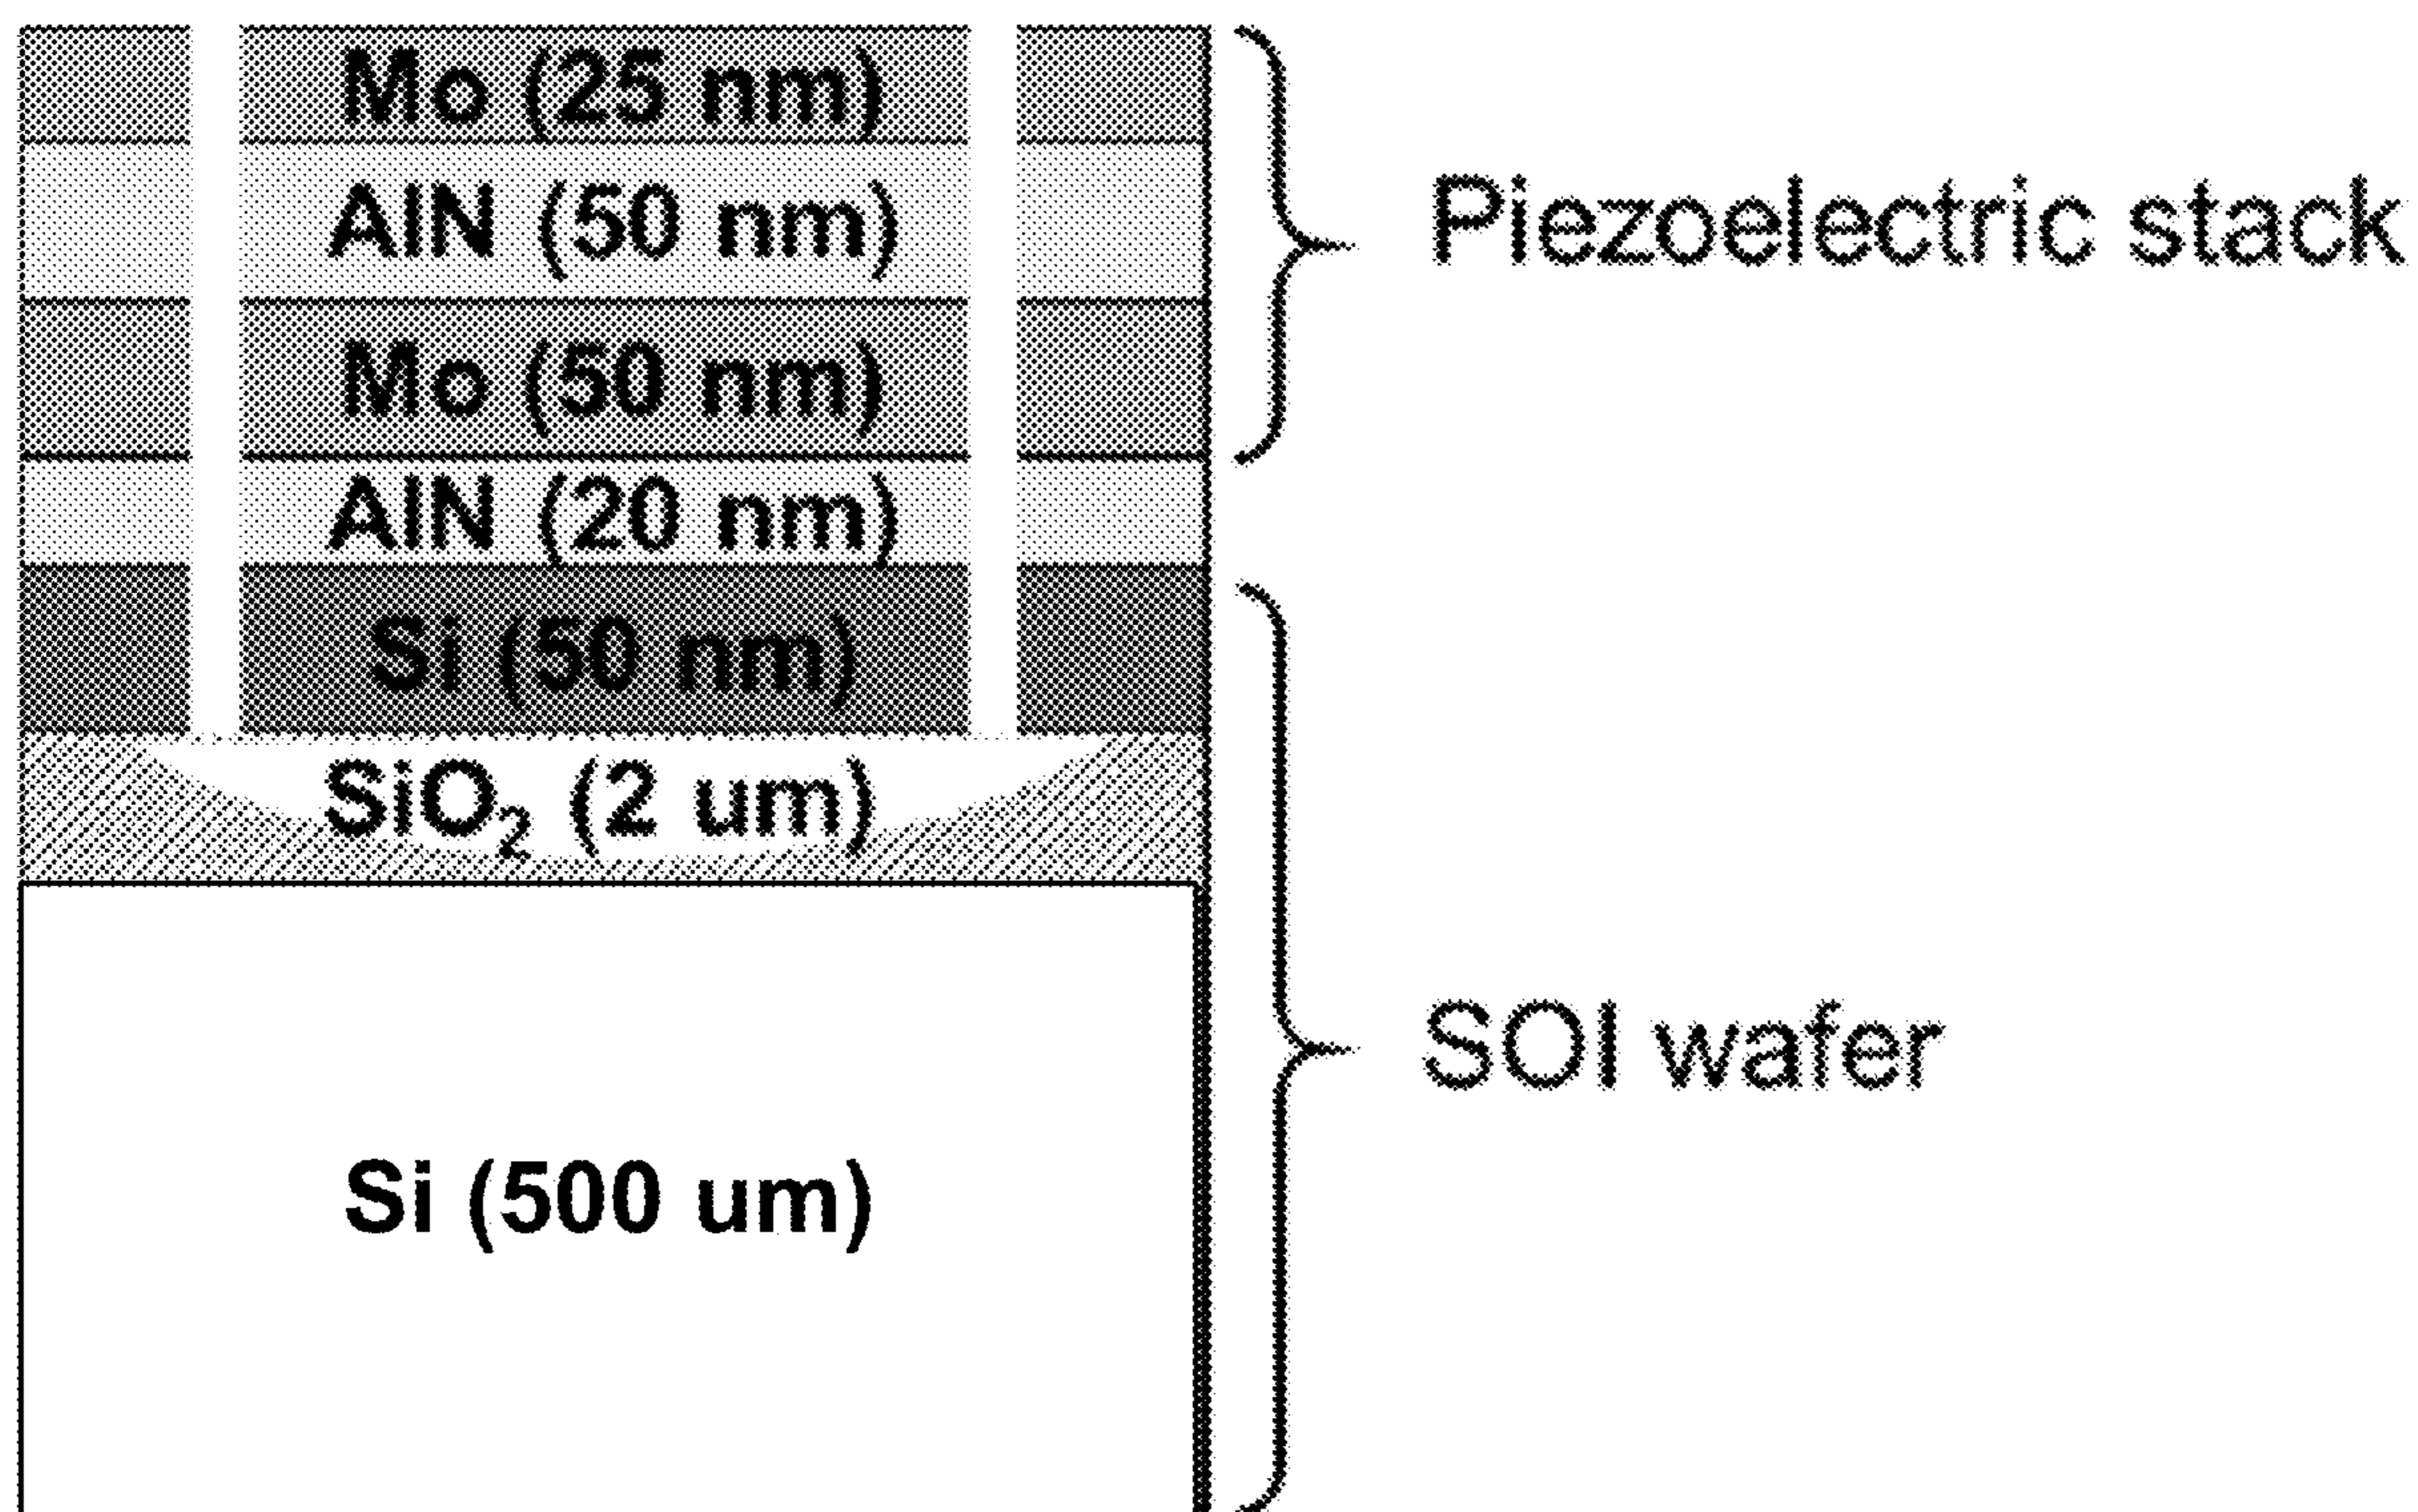 Mo (25 nm)
AlN (50 nm)
Piezoelectric stack
Mo (50 nm)
AlN (20 nm)
Si (50 nm)
SiO₂ (2 um)
SOI wafer
Si (500 um)